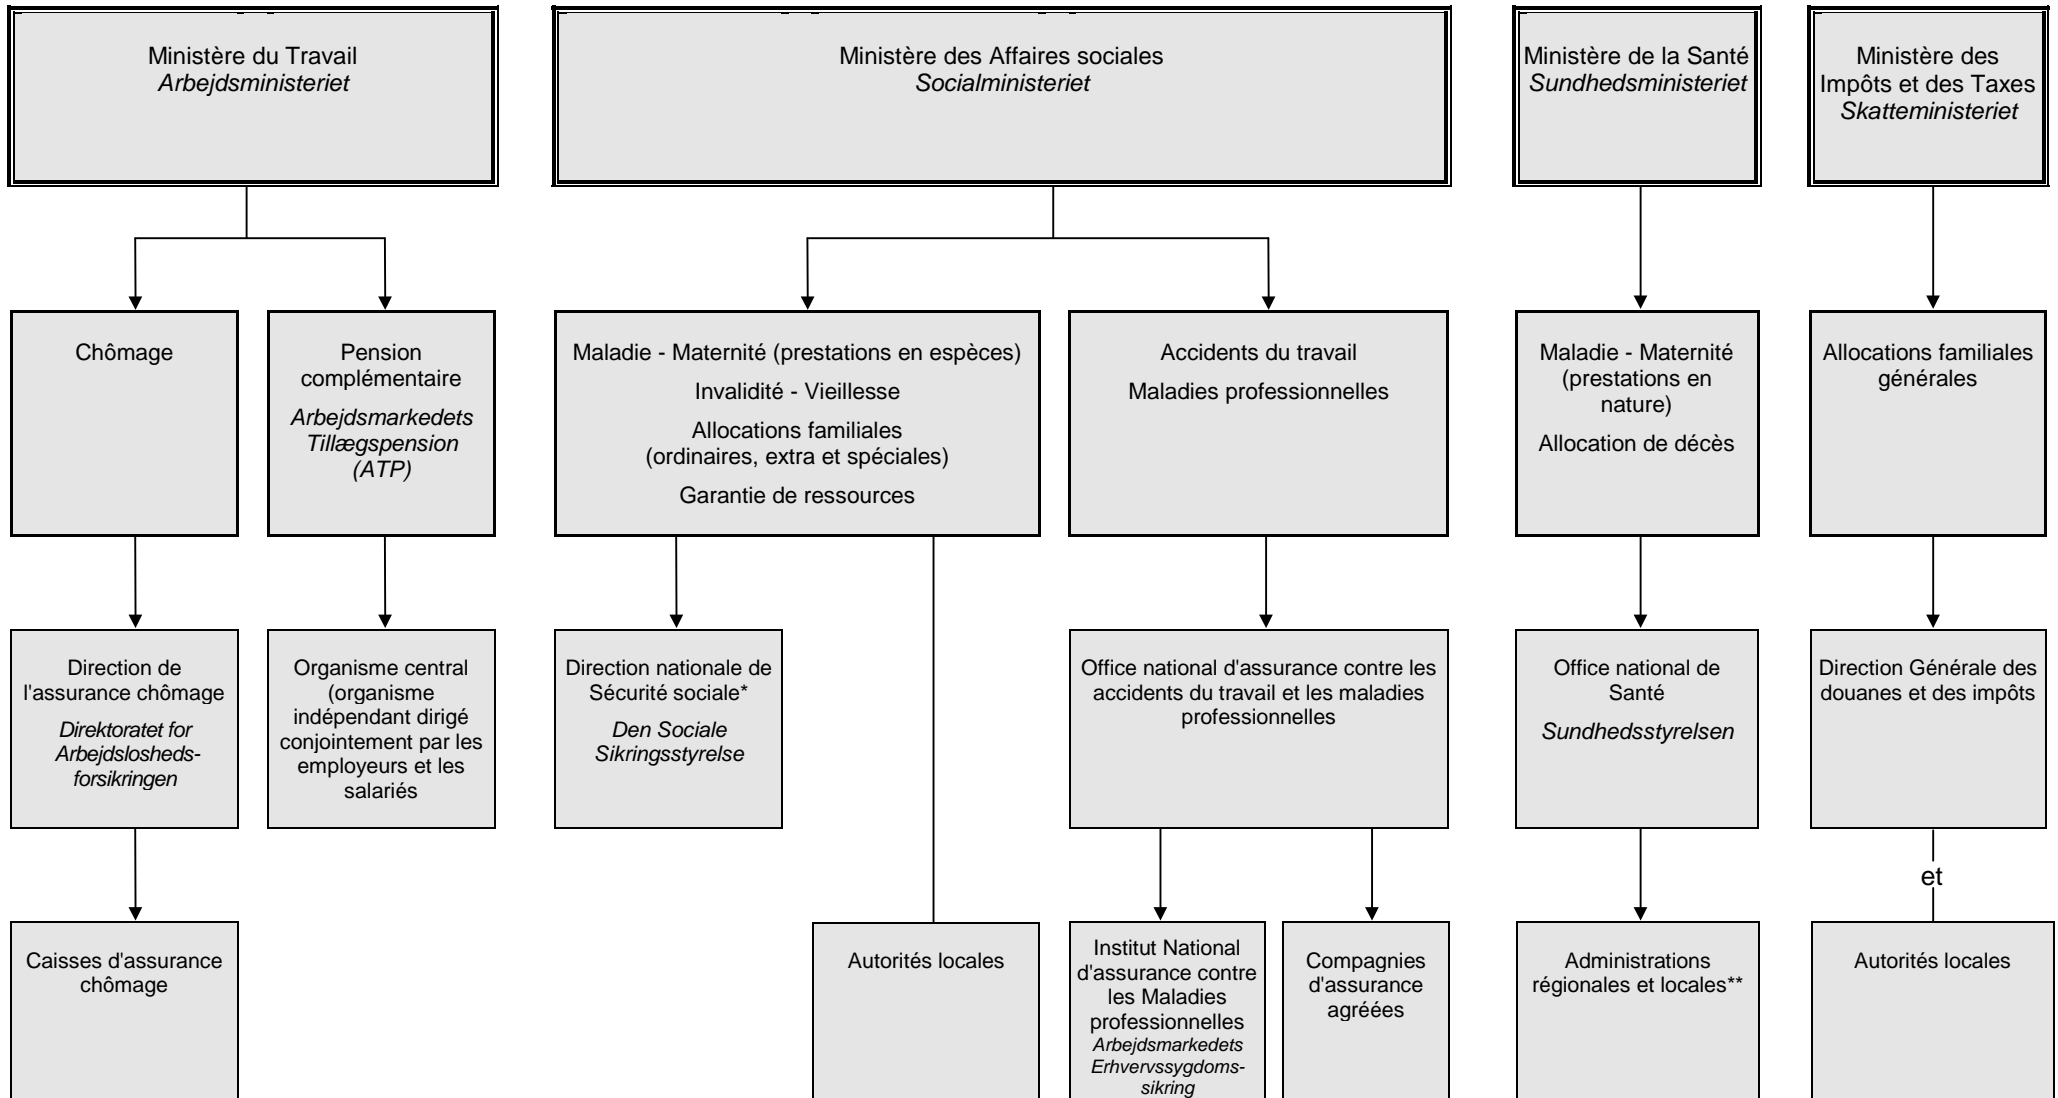 Ministère du Travail
Arbejdsministeriet
Ministère des Affaires sociales
Socialministeriet
Ministère de la Santé
Sundhedsministeriet
Ministère des
Impôts et des Taxes
Skatteministeriet
Chômage
Pension
complémentaire
Arbejdsmarkedets
Tillægspension
(ATP)
Maladie - Maternité (prestations en espèces)
Invalidité - Vieillesse
Allocations familiales
(ordinaires, extra et spéciales)
Garantie de ressources
Accidents du travail
Maladies professionnelles
Maladie - Maternité
(prestations en
nature)
Allocation de décès
Allocations familiales
générales
Direction de
l'assurance chômage
Direktoratet for
Arbejdslosheds-
forsikringen
Organisme central
(organisme
indépendant dirigé
conjointement par les
employeurs et les
salariés
Direction nationale de
Sécurité sociale*
Den Sociale
Sikringsstyrelse
Office national d'assurance contre les
accidents du travail et les maladies
professionnelles
Office national de
Santé
Sundhedsstyrelsen
Direction Générale des
douanes et des impôts
et
Caisses d'assurance
chômage
Autorités locales
Institut National
d'assurance contre
les Maladies
professionnelles
Arbejdsmarkedets
Erhvervssygdoms-
sikring
Compagnies
d'assurance
agréées
Administrations
régionales et locales**
Autorités locales